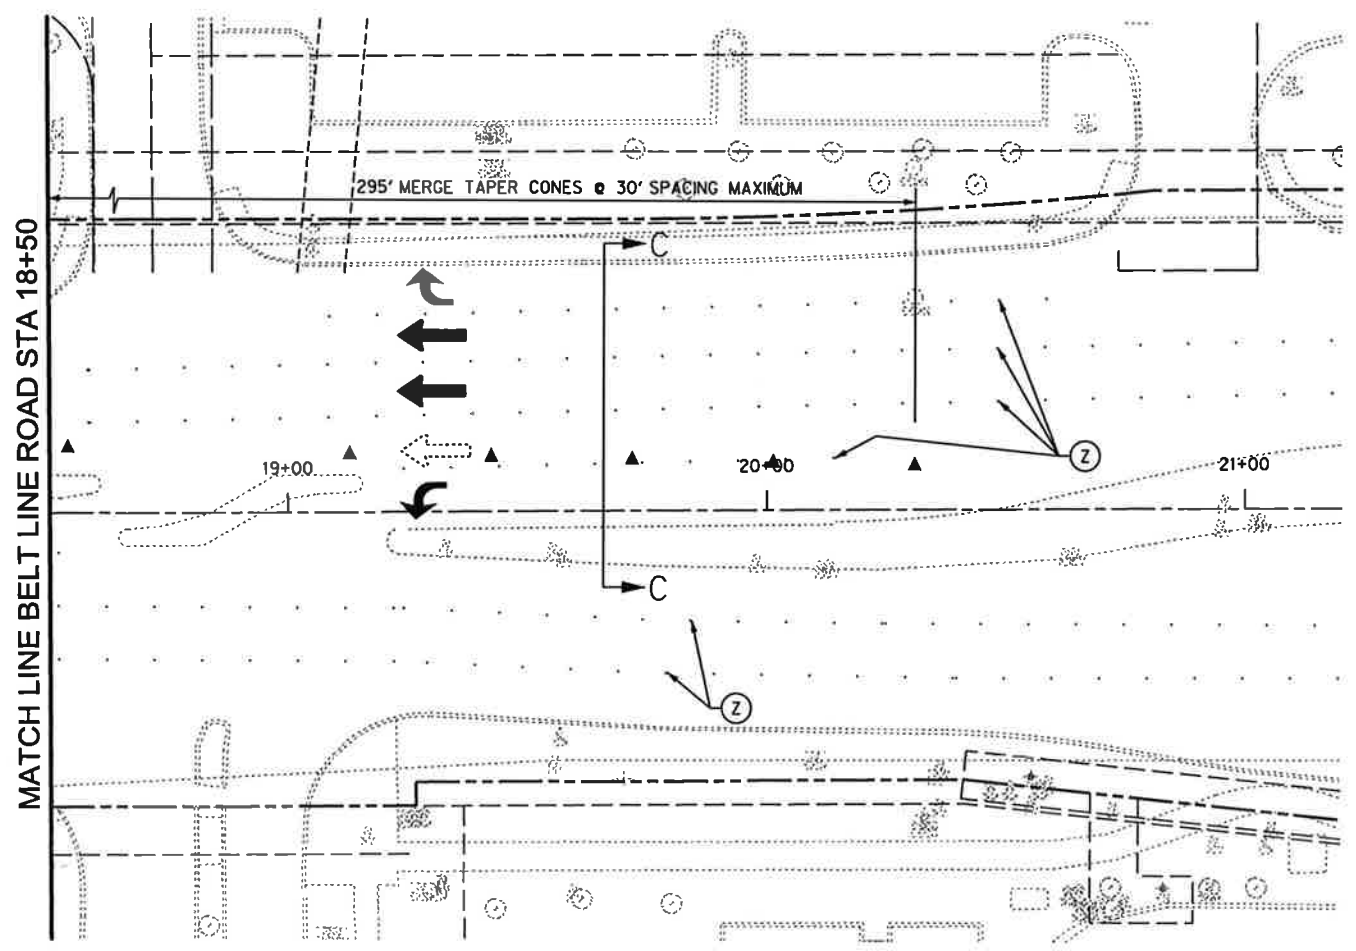 MATCH LINE BELT LINE ROAD STA 18+50
295' MERGE TAPER CONES @ 30' SPACING MAXIMUM
C
Z
19+00
20+00
21+00
C
Z